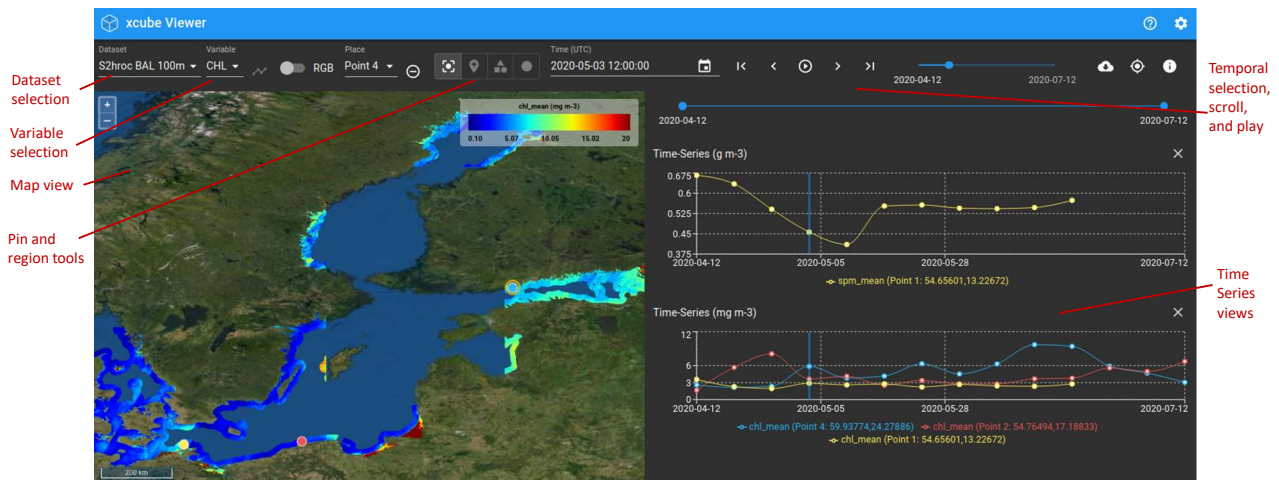 xcube Viewer
Dataset
Variable
Place
Time (UTC)
S2hroc BAL 100m
CHL
RGB
Point 4
2020-05-03 12:00:00
2020-04-12
2020-07-12
Dataset
selection
Variable
selection
Map view
Pin and
region tools
+
−
chl_mean (mg m-3)
0.10 5.07 10.05 15.02 20
200 km
2020-04-12
2020-07-12
Time-Series (g m-3)
0.675
0.6
0.525
0.45
0.375
2020-04-12 2020-05-05 2020-05-28 2020-07-12
spm_mean (Point 1: 54.65601,13.22672)
Time-Series (mg m-3)
12
6
3
0
2020-04-12 2020-05-05 2020-05-28 2020-07-12
chl_mean (Point 4: 59.93774,24.27886) chl_mean (Point 2: 54.76494,17.18833)
chl_mean (Point 1: 54.65601,13.22672)
Temporal
selection,
scroll,
and play
Time
Series
views